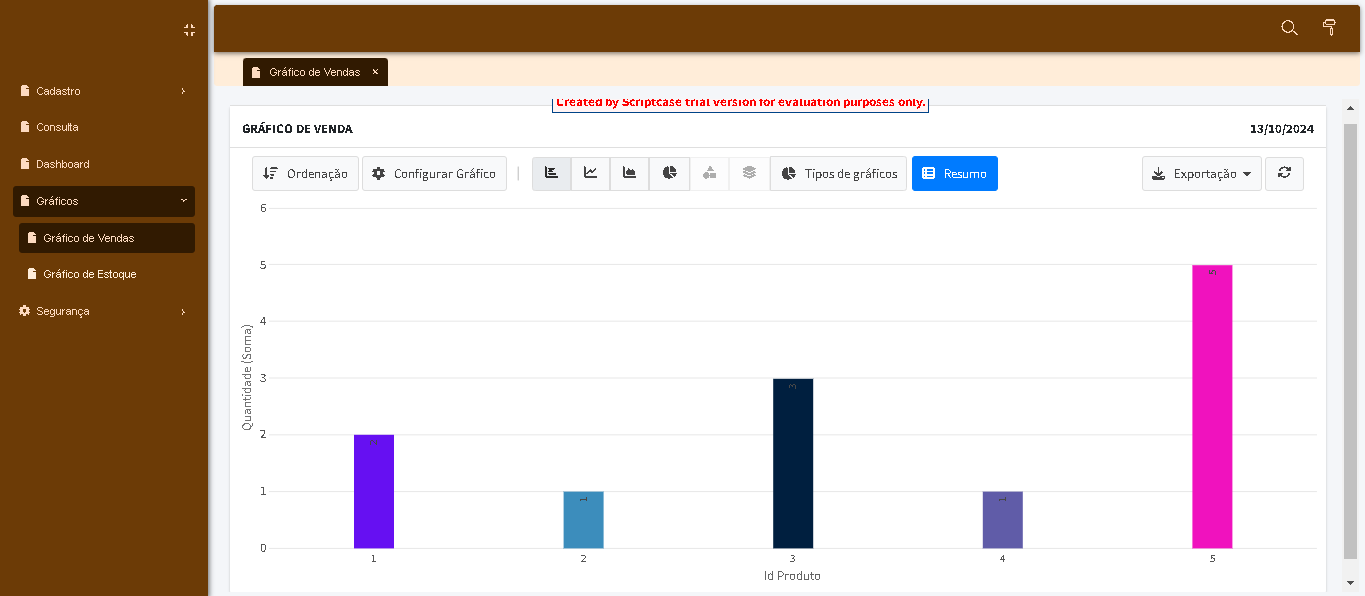 Gráfico de Vendas ×
Cadastro
Consulta
Dashboard
Gráficos
Gráfico de Vendas
Gráfico de Estoque
Segurança
Created by Scriptcase trial version for evaluation purposes only.
GRÁFICO DE VENDA 13/10/2024
Ordenação Configurar Gráfico | Tipos de gráficos Resumo Exportação
6
5
4
3
2
1
0
Quantidade (Soma)
2
1
3
1
5
1 2 3 4 5
Id Produto